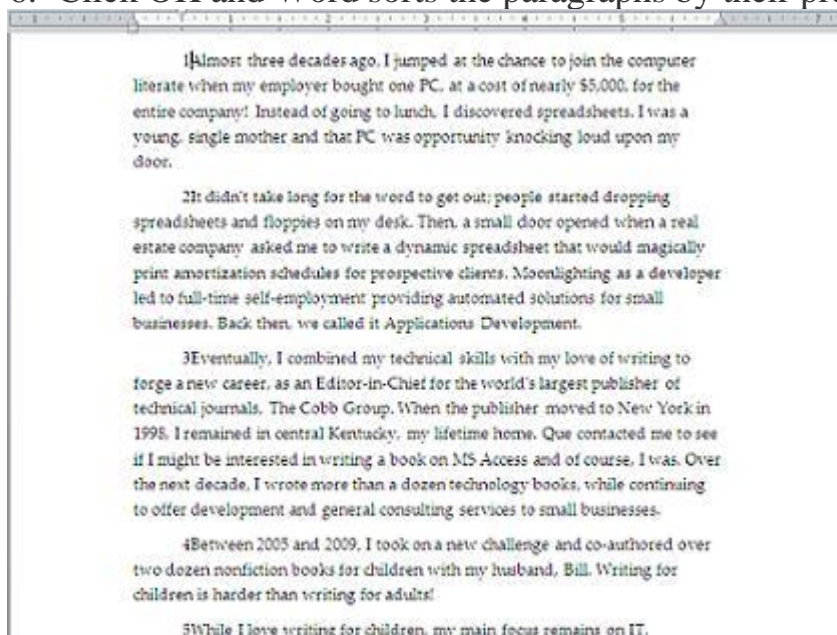 6. Click OK and Word sorts the paragraphs by their pre
1Almost three decades ago, I jumped at the chance to join the computer
literate when my employer bought one PC, at a cost of nearly $5,000, for the
entire company! Instead of going to lunch, I discovered spreadsheets. I was a
young, single mother and that PC was opportunity knocking loud upon my
door.
2It didn't take long for the word to get out; people started dropping
spreadsheets and floppies on my desk. Then, a small door opened when a real
estate company asked me to write a dynamic spreadsheet that would magically
print amortization schedules for prospective clients. Moonlighting as a developer
led to full-time self-employment providing automated solutions for small
businesses. Back then, we called it Applications Development.
3Eventually, I combined my technical skills with my love of writing to
forge a new career, as an Editor-in-Chief for the world's largest publisher of
technical journals, The Cobb Group. When the publisher moved to New York in
1998, I remained in central Kentucky, my lifetime home. Que contacted me to see
if I might be interested in writing a book on MS Access and of course, I was. Over
the next decade, I wrote more than a dozen technology books, while continuing
to offer development and general consulting services to small businesses.
4Between 2005 and 2009, I took on a new challenge and co-authored over
two dozen nonfiction books for children with my husband, Bill. Writing for
children is harder than writing for adults!
5While I love writing for children, my main focus remains on IT.